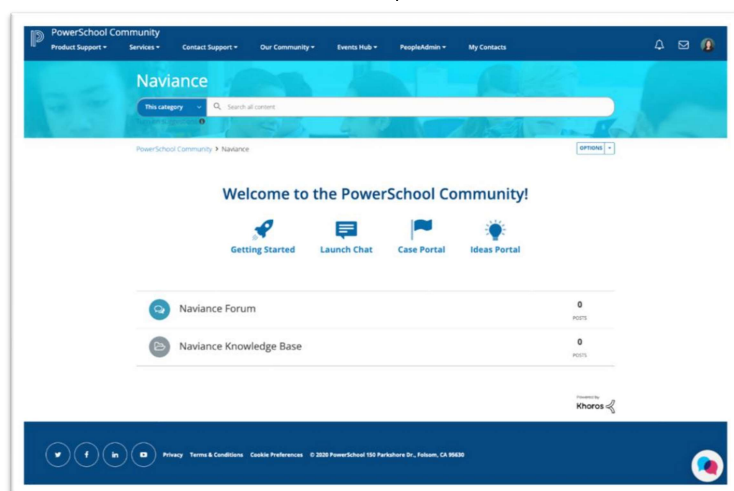 PowerSchool Community
Product Support Services Contact Support Our Community Events Hub PeopleAdmin My Contacts
Naviance
This category Search all content
PowerSchool Community > Naviance OPTIONS
Welcome to the PowerSchool Community!
Getting Started Launch Chat Case Portal Ideas Portal
Naviance Forum 0
POSTS
Naviance Knowledge Base 0
POSTS
Powered by
Khoros
Privacy Terms & Conditions Cookie Preferences © 2020 PowerSchool 150 Parkshore Dr., Folsom, CA 95630